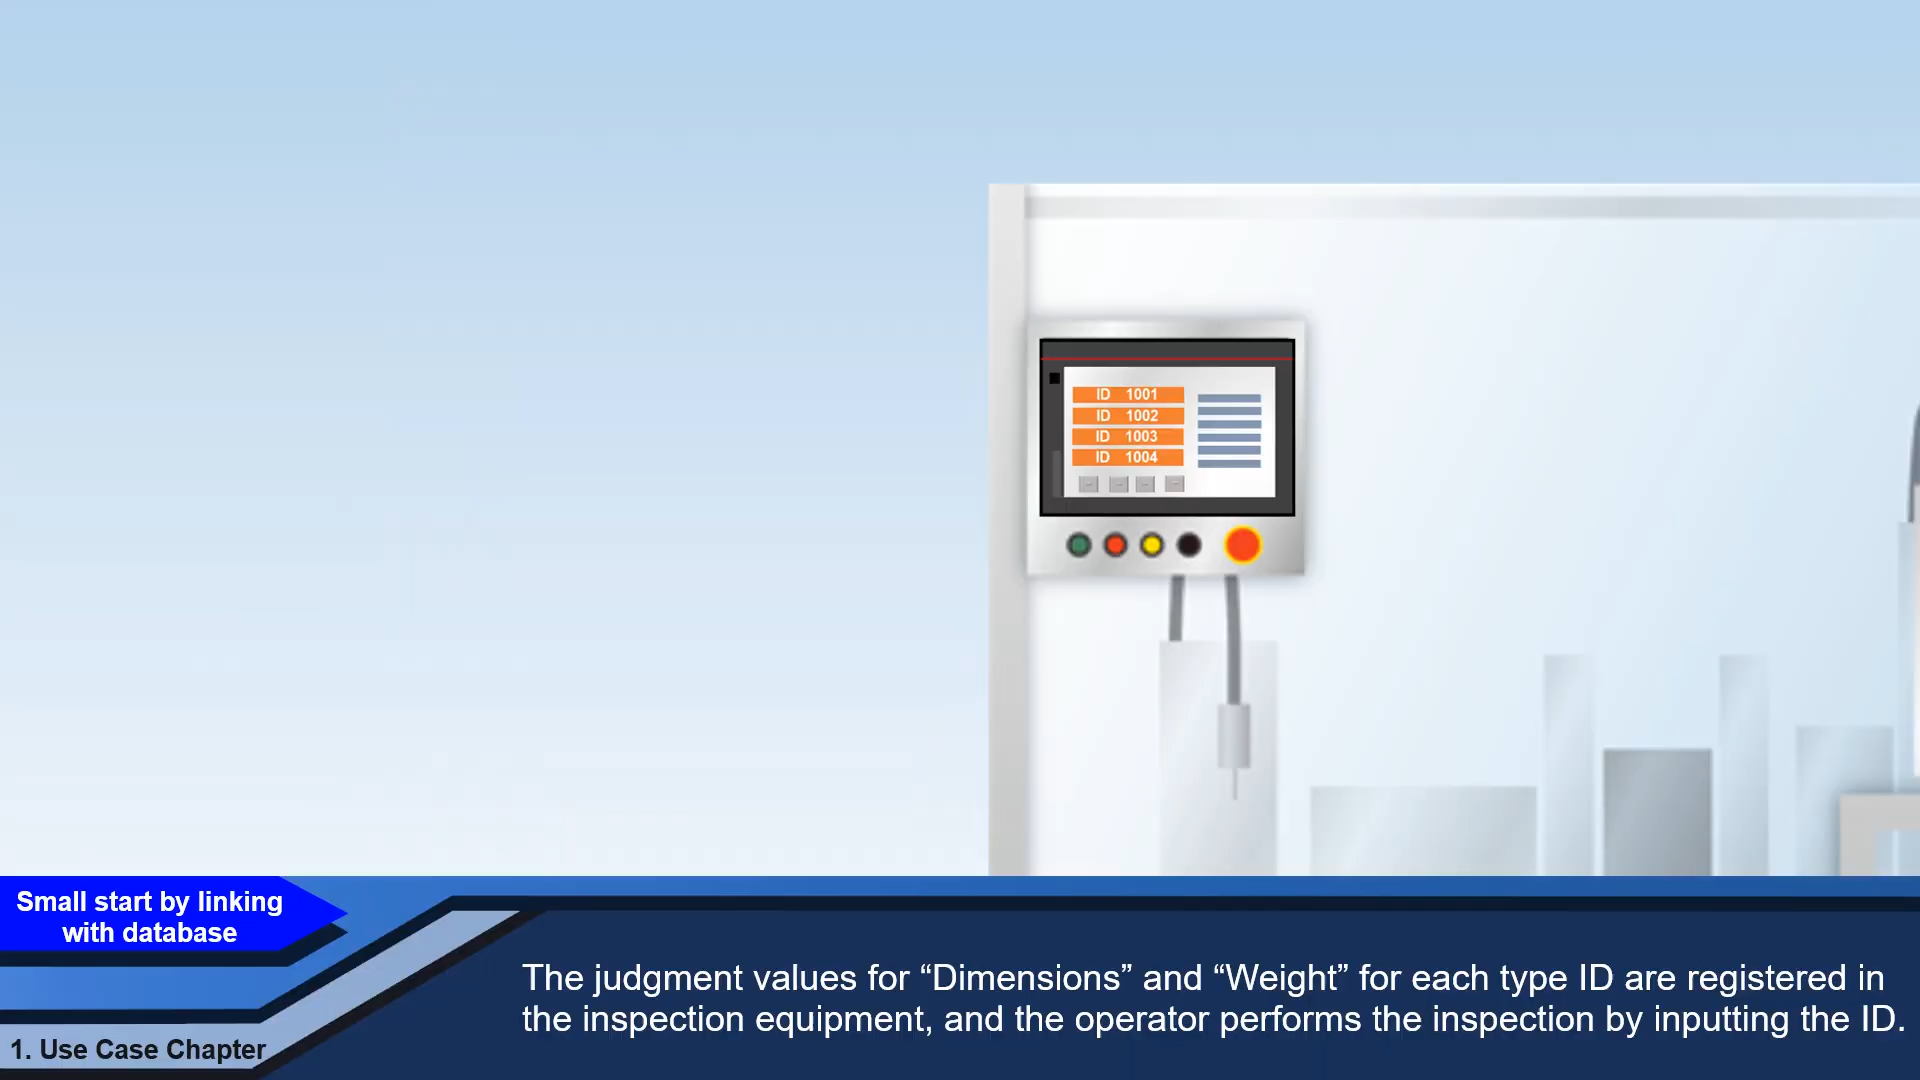 ID 1001
ID 1002
ID 1003
ID 1004
Small start by linking
with database
The judgment values for “Dimensions” and “Weight” for each type ID are registered in
the inspection equipment, and the operator performs the inspection by inputting the ID.
1. Use Case Chapter